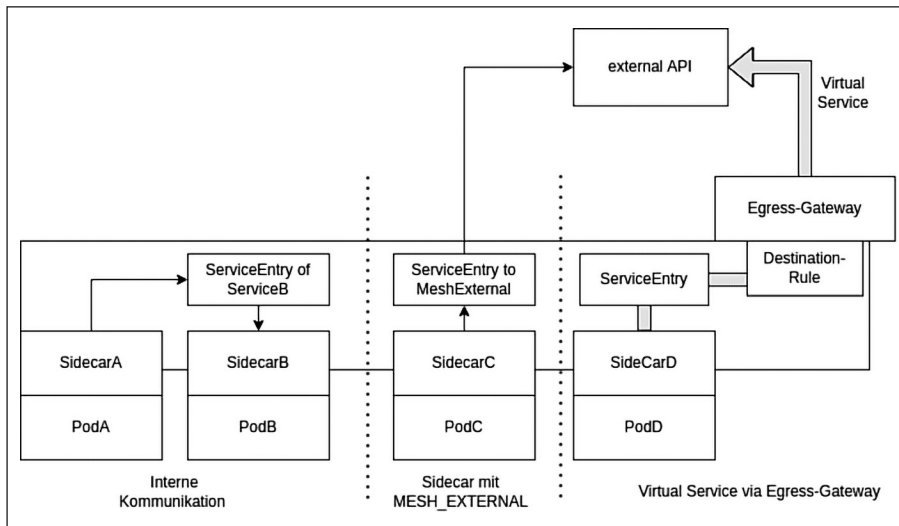 external API
Virtual
Service
Egress-Gateway
ServiceEntry of
ServiceB
ServiceEntry to
MeshExternal
ServiceEntry
Destination-
Rule
SidecarA
SidecarB
SidecarC
SideCarD
PodA
PodB
PodC
PodD
Interne
Kommunikation
Sidecar mit
MESH_EXTERNAL
Virtual Service via Egress-Gateway